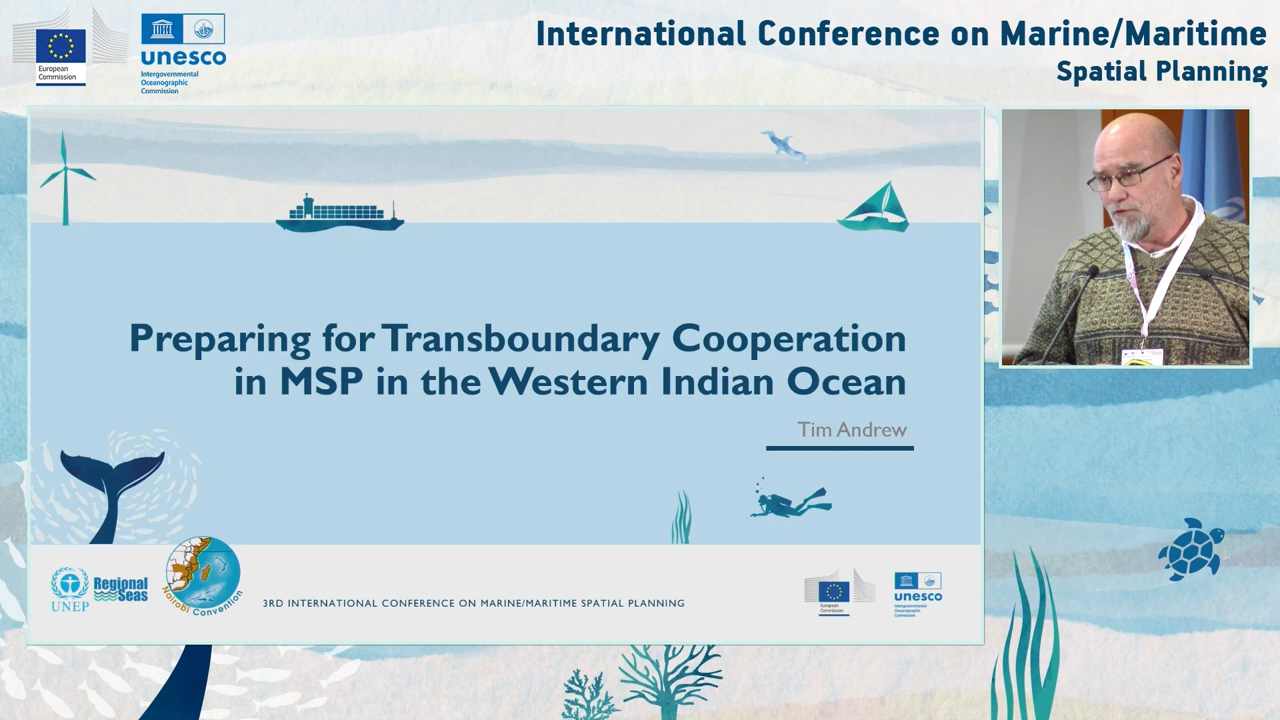 European
Commission
unesco
Intergovernmental
Oceanographic
Commission
International Conference on Marine/Maritime
Spatial Planning
Preparing for Transboundary Cooperation
in MSP in the Western Indian Ocean
Tim Andrew
UNEP
Regional
Seas
Nairobi Convention
3RD INTERNATIONAL CONFERENCE ON MARINE/MARITIME SPATIAL PLANNING
European
Commission
unesco
Intergovernmental
Oceanographic
Commission